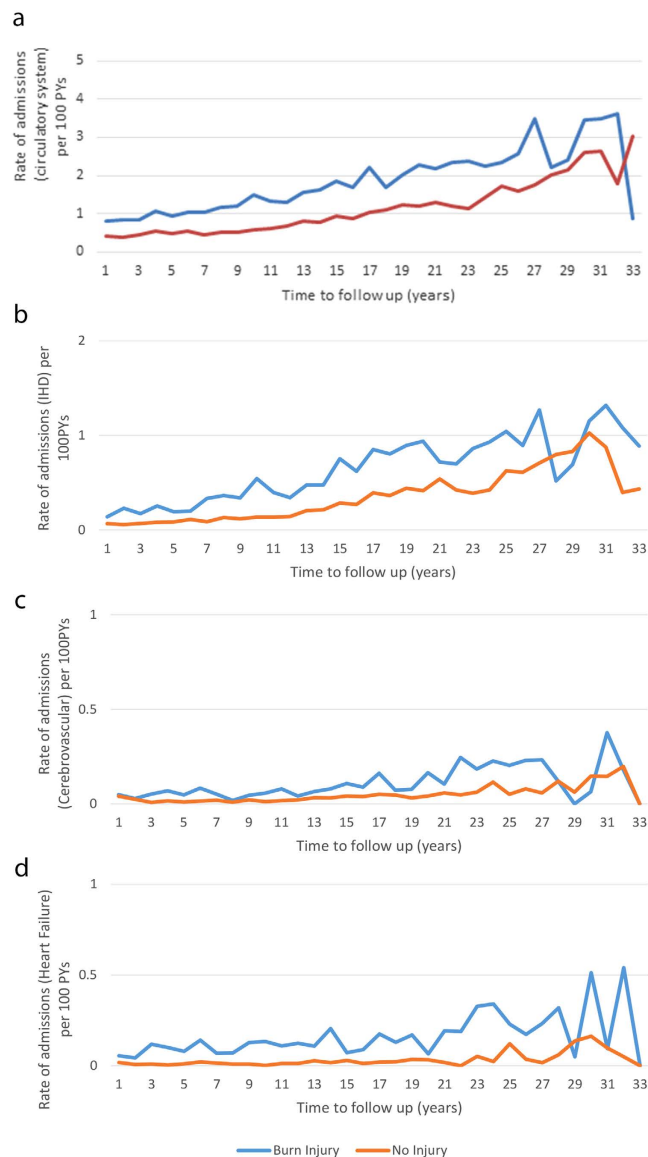 a
Rate of admissions
(circulatory system)
per 100 PYs
5
4
3
2
1
0
1 3 5 7 9 11 13 15 17 19 21 23 25 27 29 31 33
Time to follow up (years)
b
Rate of admissions (IHD) per
100PYs
2
1
0
1 3 5 7 9 11 13 15 17 19 21 23 25 27 29 31 33
Time to follow up (years)
c
Rate of admissions
(Cerebrovascular) per 100PYs
1
0.5
0
1 3 5 7 9 11 13 15 17 19 21 23 25 27 29 31 33
Time to follow up (years)
d
Rate of admissions (Heart Failure)
per 100 PYs
1
0.5
0
1 3 5 7 9 11 13 15 17 19 21 23 25 27 29 31 33
Time to follow up (years)
Burn Injury No Injury